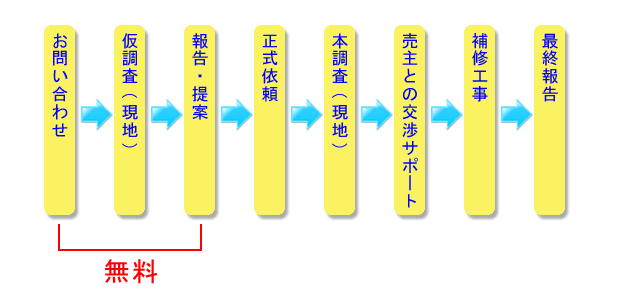 お問い合わせ
仮調査（現地）
報告・提案
正式依頼
本調査（現地）
売主との交渉サポート
補修工事
最終報告
無料